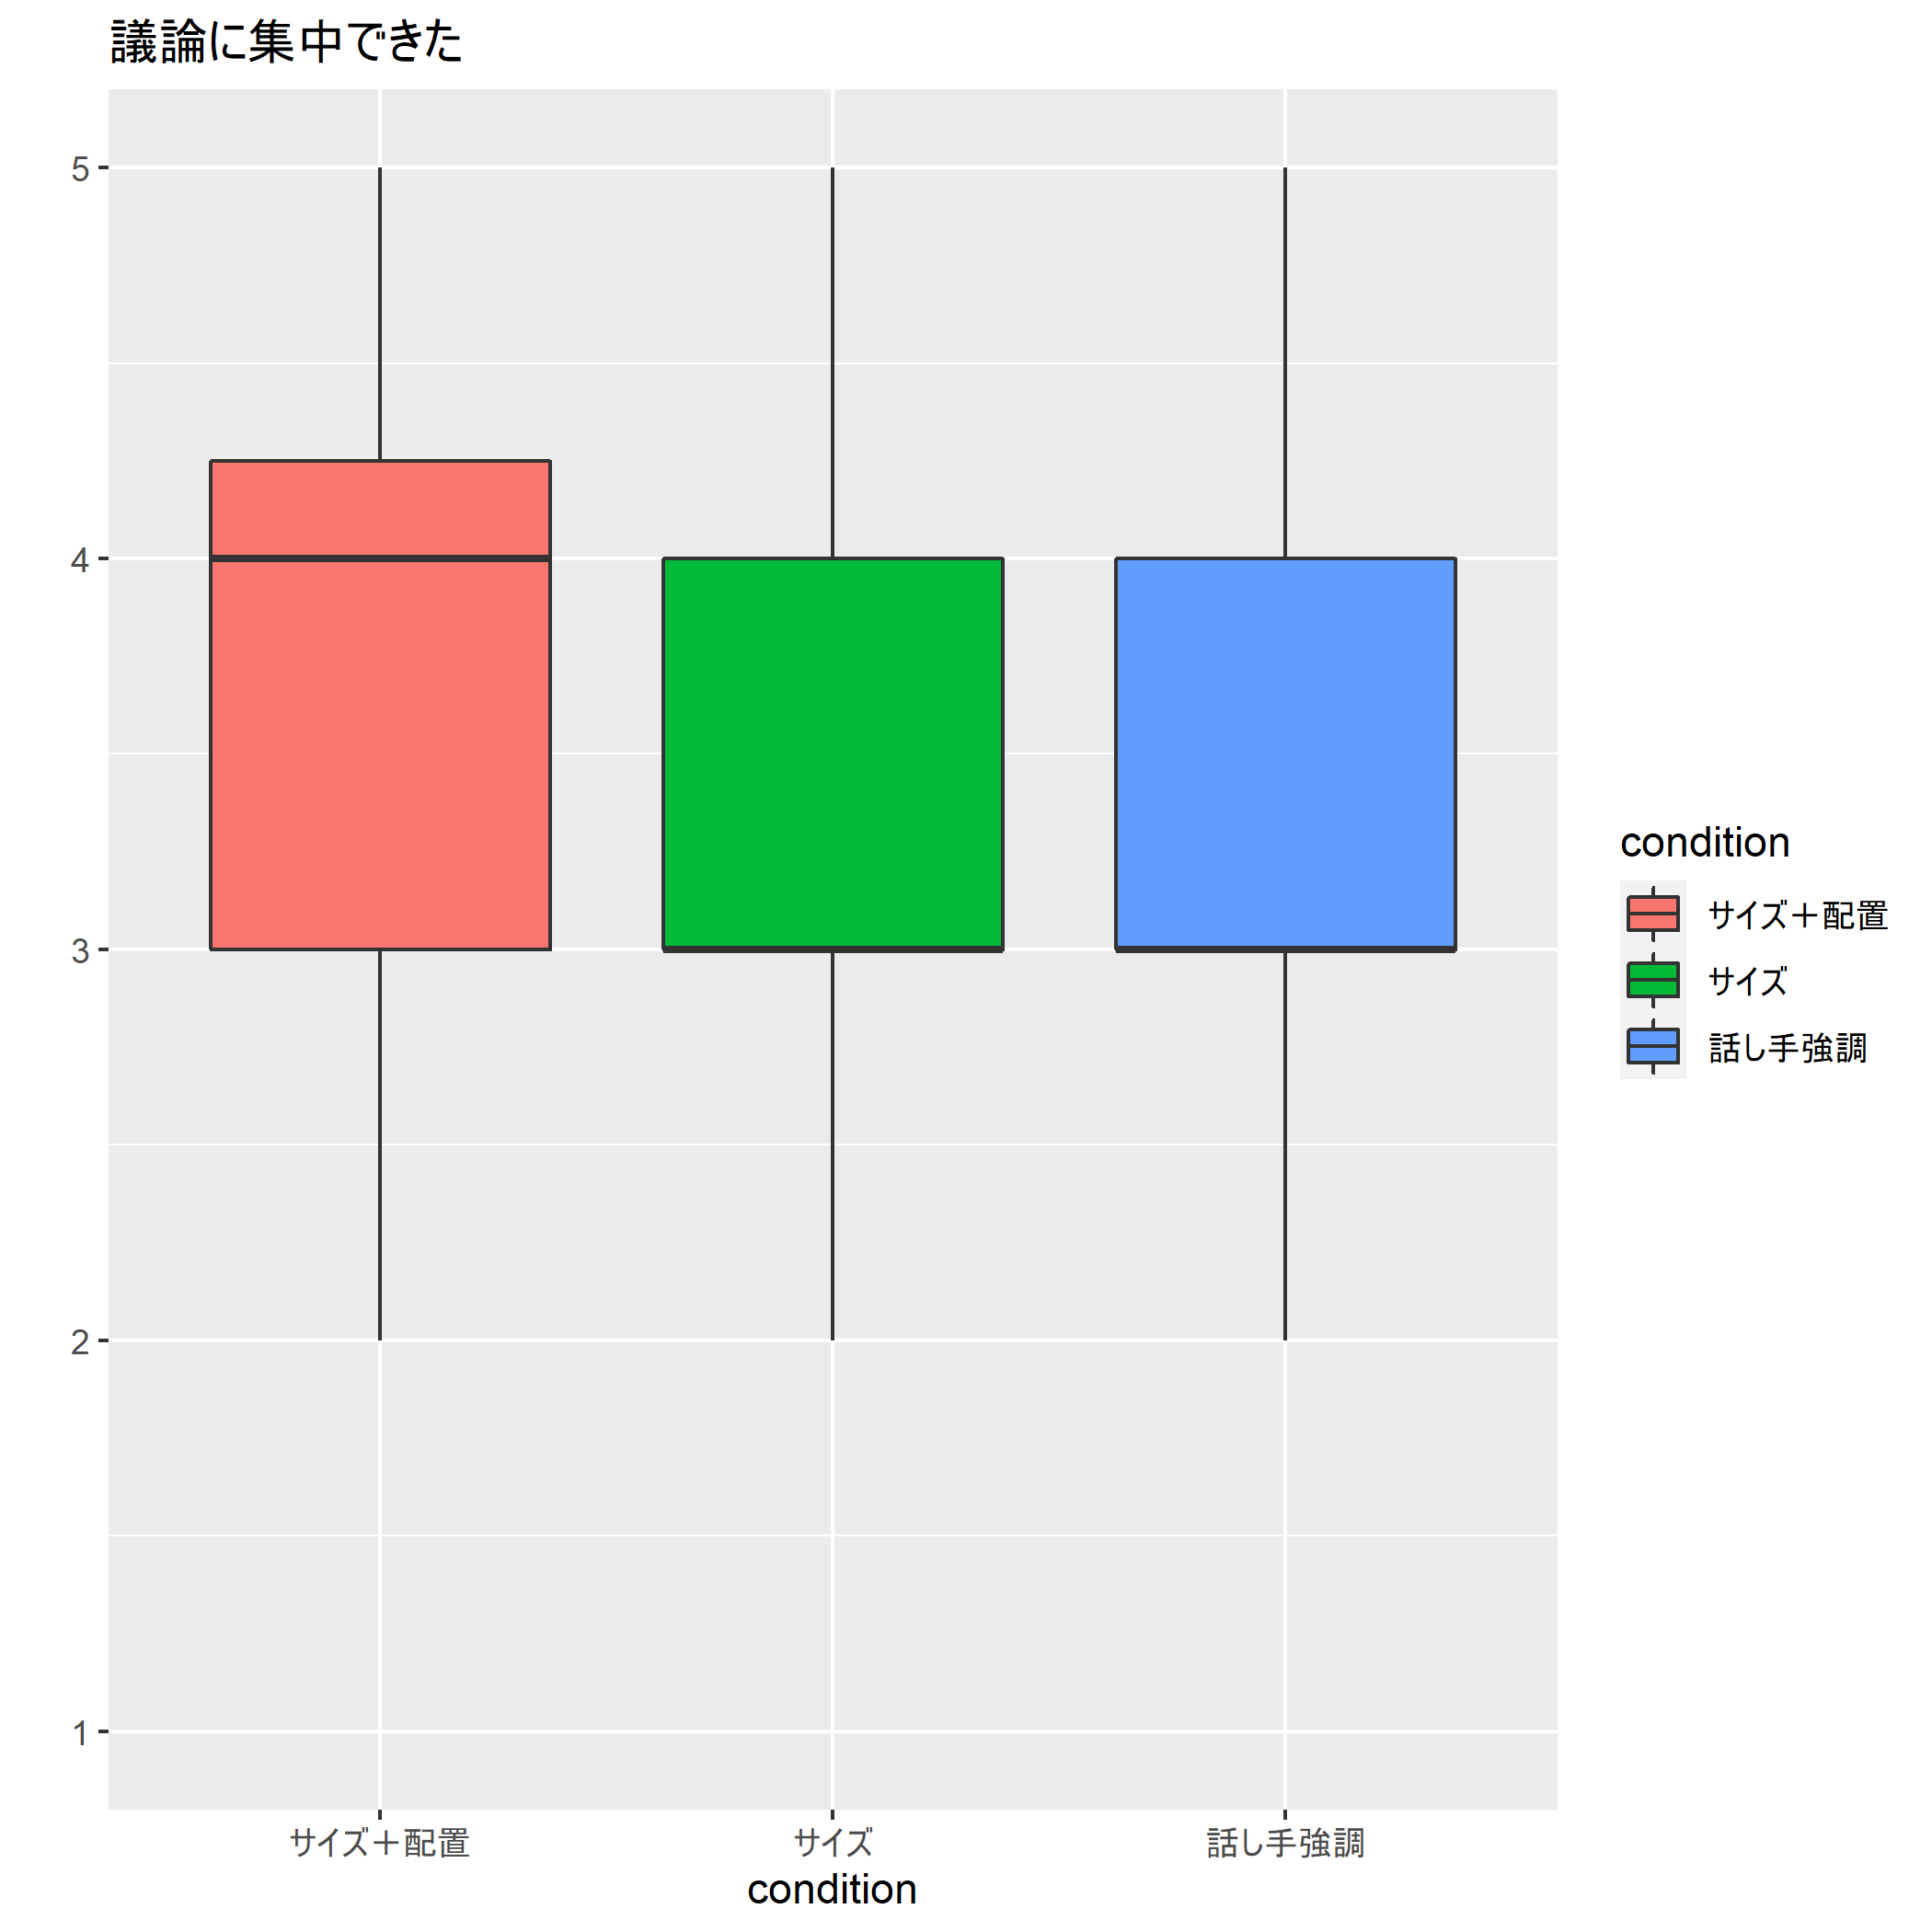 議論に集中できた
5
4
3
2
1
サイズ＋配置
サイズ
話し手強調
condition
condition
サイズ＋配置
サイズ
話し手強調